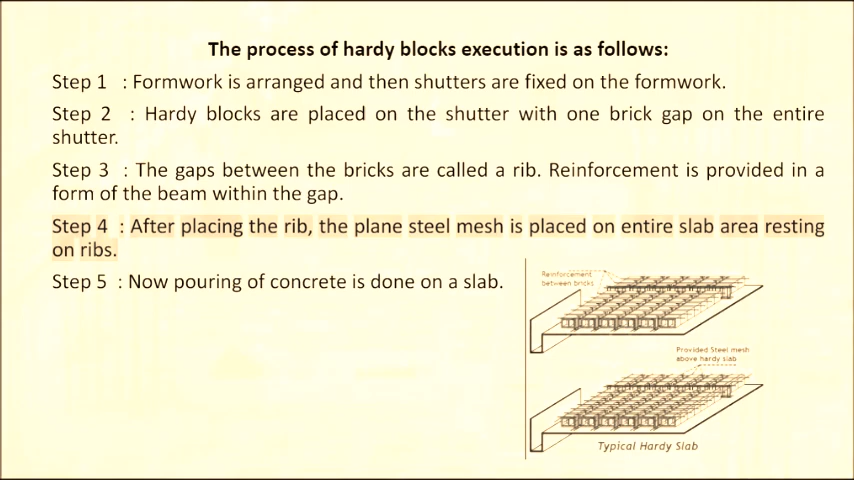 The process of hardy blocks execution is as follows:
Step 1 : Formwork is arranged and then shutters are fixed on the formwork.
Step 2 : Hardy blocks are placed on the shutter with one brick gap on the entire
shutter.
Step 3 : The gaps between the bricks are called a rib. Reinforcement is provided in a
form of the beam within the gap.
Step 4 : After placing the rib, the plane steel mesh is placed on entire slab area resting
on ribs.
Step 5 : Now pouring of concrete is done on a slab.
Reinforcement
between bricks
Provided Steel mesh
above hardy slab
Typical Hardy Slab